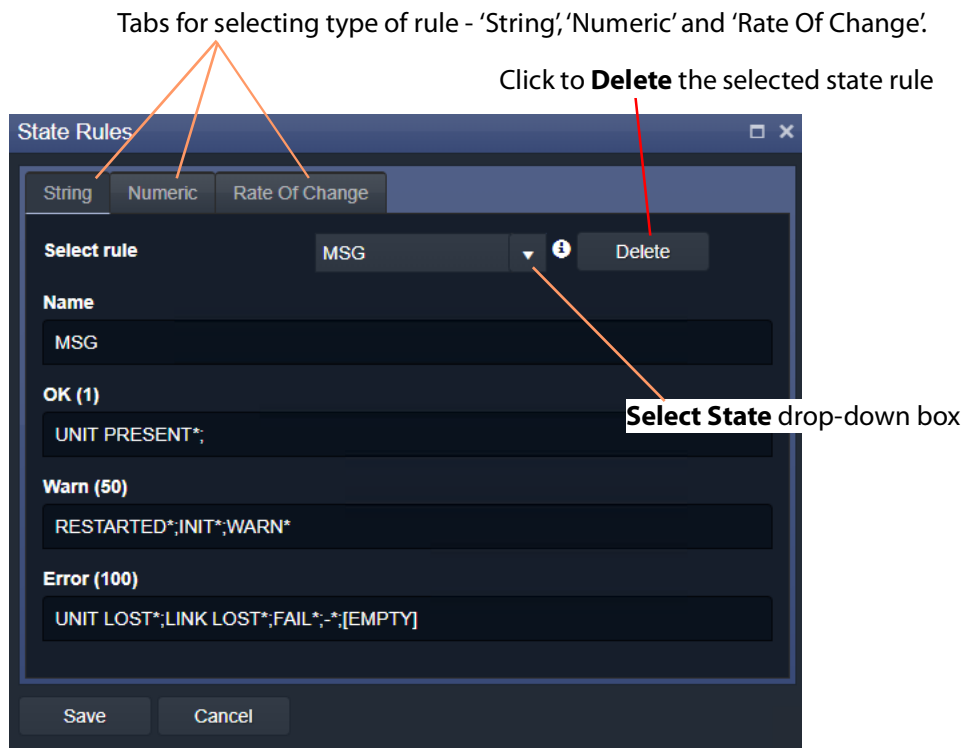 Tabs for selecting type of rule - ‘String’, ‘Numeric’ and ‘Rate Of Change’.
Click to Delete the selected state rule
State Rules
String Numeric Rate Of Change
Select rule MSG Delete
Name
MSG
OK (1)
Select State drop-down box
UNIT PRESENT*;
Warn (50)
RESTARTED*;INIT*;WARN*
Error (100)
UNIT LOST*;LINK LOST*;FAIL*;-*;[EMPTY]
Save Cancel